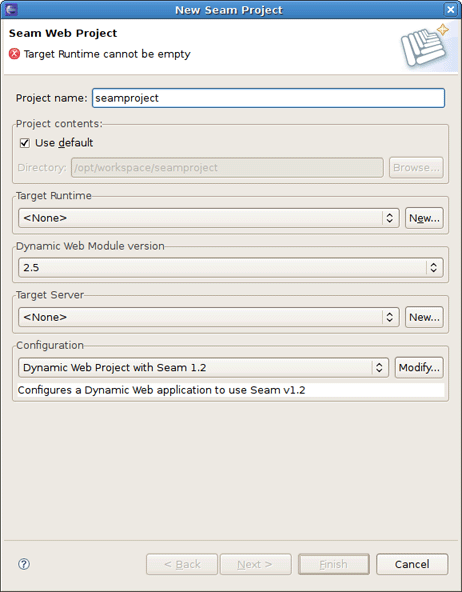 New Seam Project
Seam Web Project
Target Runtime cannot be empty
Project name: seamproject
Project contents:
Use default
Directory: /opt/workspace/seamproject Browse...
Target Runtime
<None> New...
Dynamic Web Module version
2.5
Target Server
<None> New...
Configuration
Dynamic Web Project with Seam 1.2 Modify...
Configures a Dynamic Web application to use Seam v1.2
? < Back Next > Finish Cancel